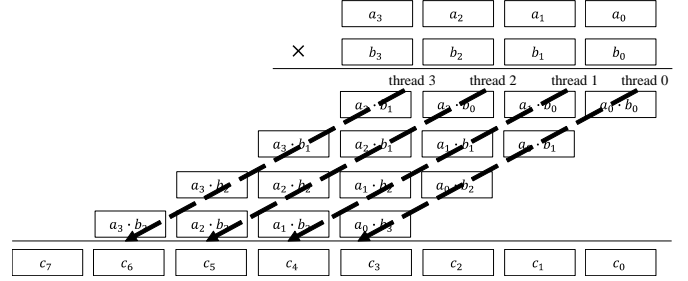 a₃ a₂ a₁ a₀
× b₃ b₂ b₁ b₀
thread 3 thread 2 thread 1 thread 0
a₃ · b₁ a₂ · b₀ a₁ · b₀ a₀ · b₀
a₃ · b₁ a₂ · b₁ a₁ · b₁ a₀ · b₁
a₃ · b₂ a₂ · b₂ a₁ · b₂ a₀ · b₂
a₃ · b₃ a₂ · b₃ a₁ · b₃ a₀ · b₃
c₇ c₆ c₅ c₄ c₃ c₂ c₁ c₀